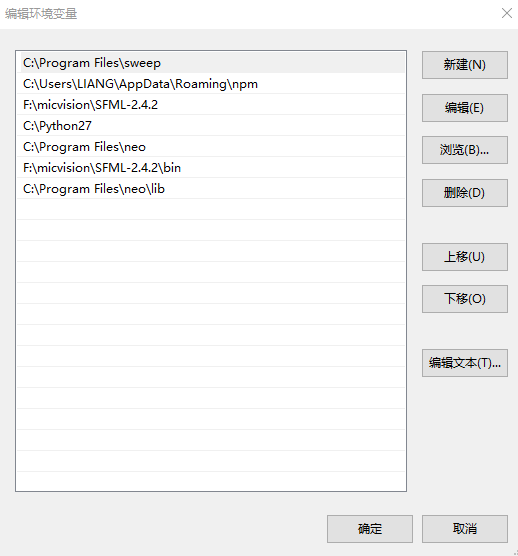 编辑环境变量
C:\Program Files\sweep
C:\Users\LIANG\AppData\Roaming\npm
F:\micvision\SFML-2.4.2
C:\Python27
C:\Program Files\neo
F:\micvision\SFML-2.4.2\bin
C:\Program Files\neo\lib
新建(N)
编辑(E)
浏览(B)...
删除(D)
上移(U)
下移(O)
编辑文本(T)...
确定
取消